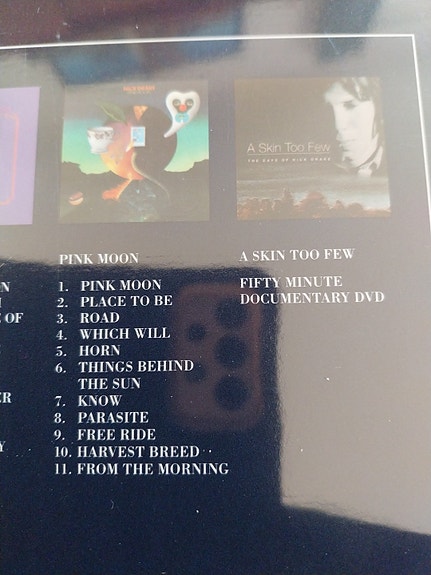 A Skin Too Few
THE DAYS OF NICK DRAKE
PINK MOON
1. PINK MOON
2. PLACE TO BE
3. ROAD
4. WHICH WILL
5. HORN
6. THINGS BEHIND
THE SUN
7. KNOW
8. PARASITE
9. FREE RIDE
10. HARVEST BREED
11. FROM THE MORNING
A SKIN TOO FEW
FIFTY MINUTE
DOCUMENTARY DVD
N
E OF
ER
Y